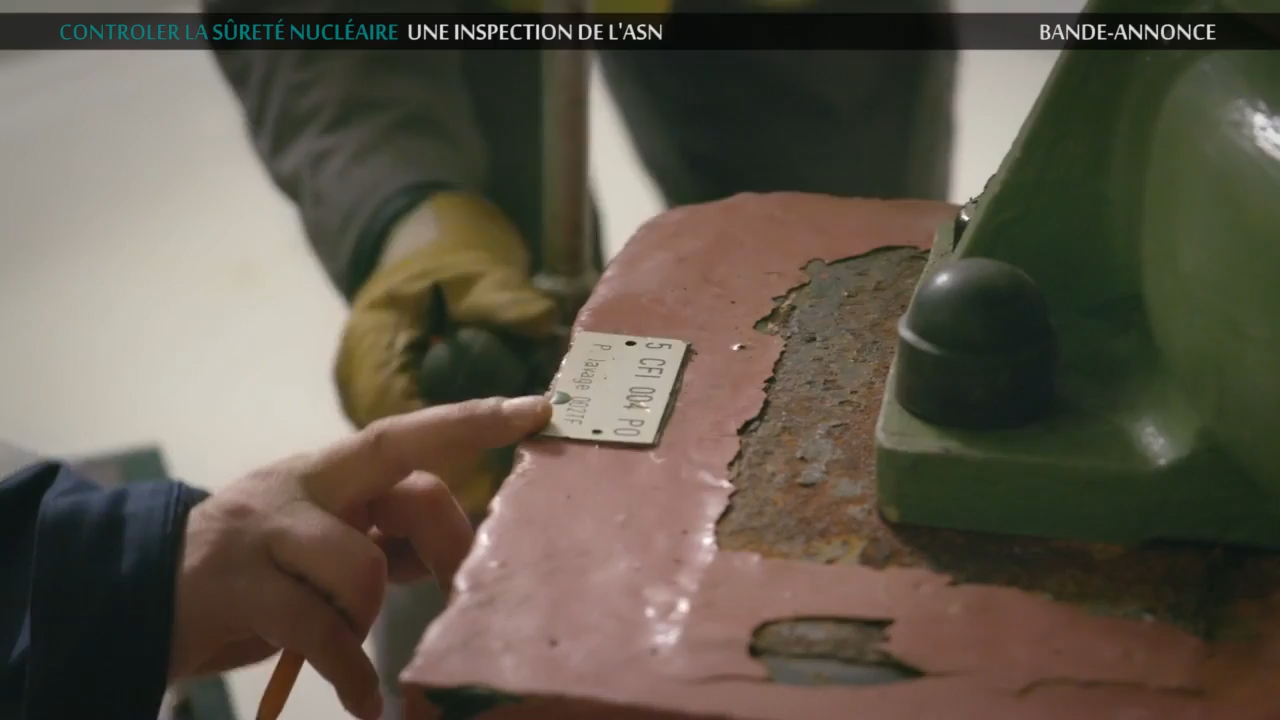 CONTROLER LA SÛRETÉ NUCLÉAIRE UNE INSPECTION DE L'ASN
BANDE-ANNONCE
5 CFI 004 PO
P lavage